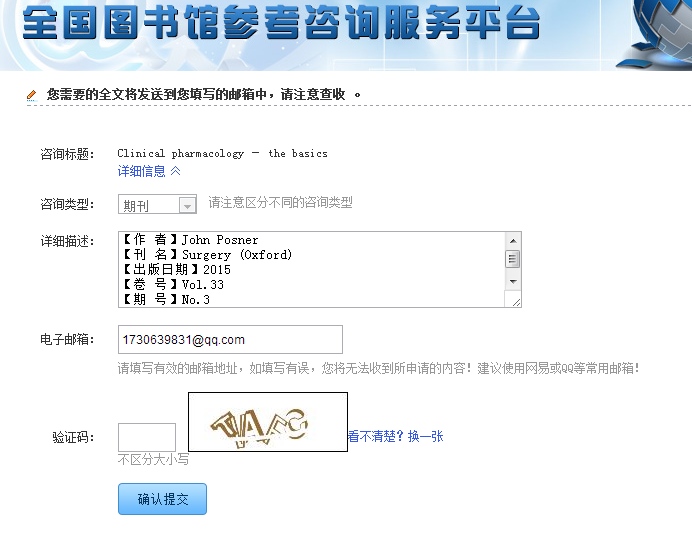 全国图书馆参考咨询服务平台
您需要的全文将发送到您填写的邮箱中，请注意查收 。
咨询标题： Clinical pharmacology － the basics
详细信息
咨询类型： 期刊 请注意区分不同的咨询类型
详细描述： 【作 者】John Posner
【刊 名】Surgery (Oxford)
【出版日期】2015
【卷 号】Vol.33
【期 号】No.3
电子邮箱： 1730639831@qq.com
请填写有效的邮箱地址，如填写有误，您将无法收到所申请的内容！建议使用网易或QQ等常用邮箱！
验证码： 看不清楚？换一张
不区分大小写
确认提交